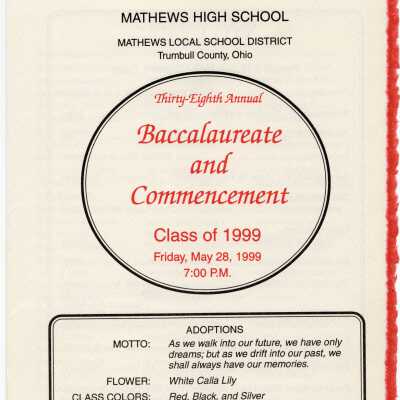 MATHEWS HIGH SCHOOL
MATHEWS LOCAL SCHOOL DISTRICT
Trumbull County, Ohio
Thirty-Eighth Annual
Baccalaureate
and
Commencement
Class of 1999
Friday, May 28, 1999
7:00 P.M.
ADOPTIONS
MOTTO: As we walk into our future, we have only
dreams; but as we drift into our past, we
shall always have our memories.
FLOWER: White Calla Lily
CLASS COLORS: Red, Black, and Silver